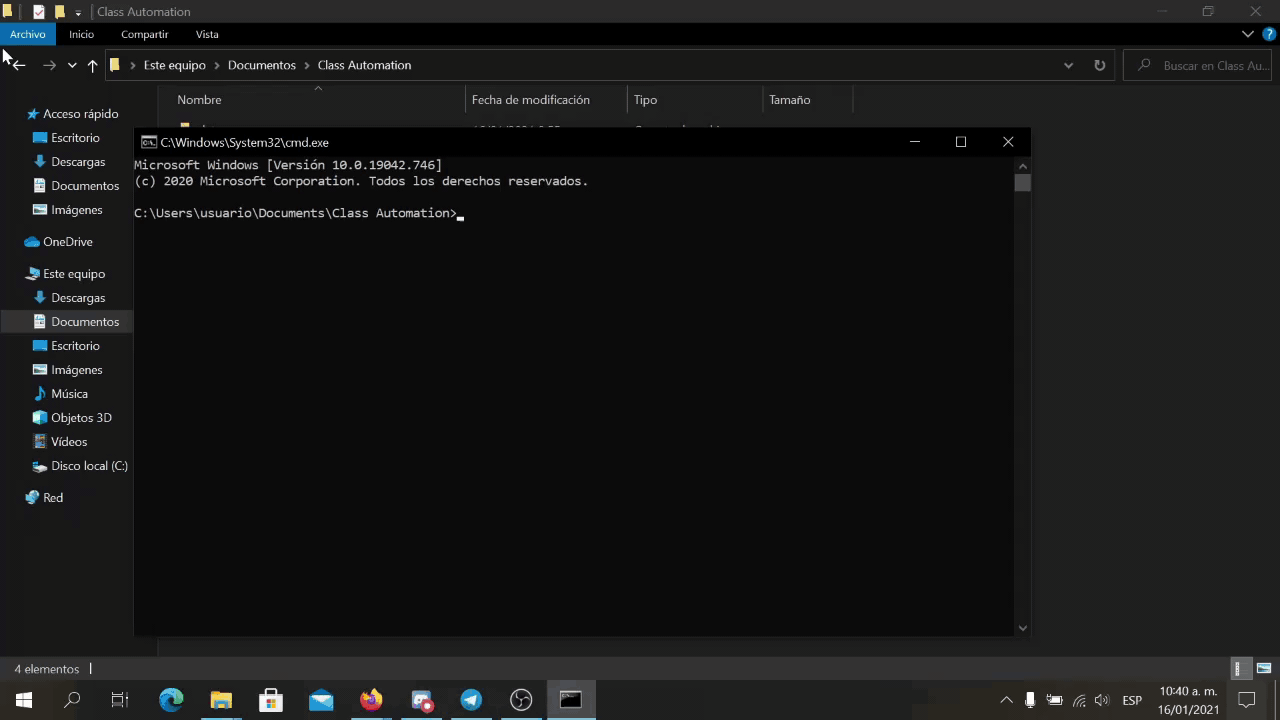 Class Automation
Archivo Inicio Compartir Vista
Este equipo Documentos Class Automation
Buscar en Class Au...
Nombre Fecha de modificación Tipo Tamaño
Acceso rápido
Escritorio
Descargas
Documentos
Imágenes
OneDrive
Este equipo
Descargas
Documentos
Escritorio
Imágenes
Música
Objetos 3D
Vídeos
Disco local (C:)
Red
C:\Windows\System32\cmd.exe
Microsoft Windows [Versión 10.0.19042.746]
(c) 2020 Microsoft Corporation. Todos los derechos reservados.
C:\Users\usuario\Documents\Class Automation>
4 elementos
ESP
10:40 a. m.
16/01/2021